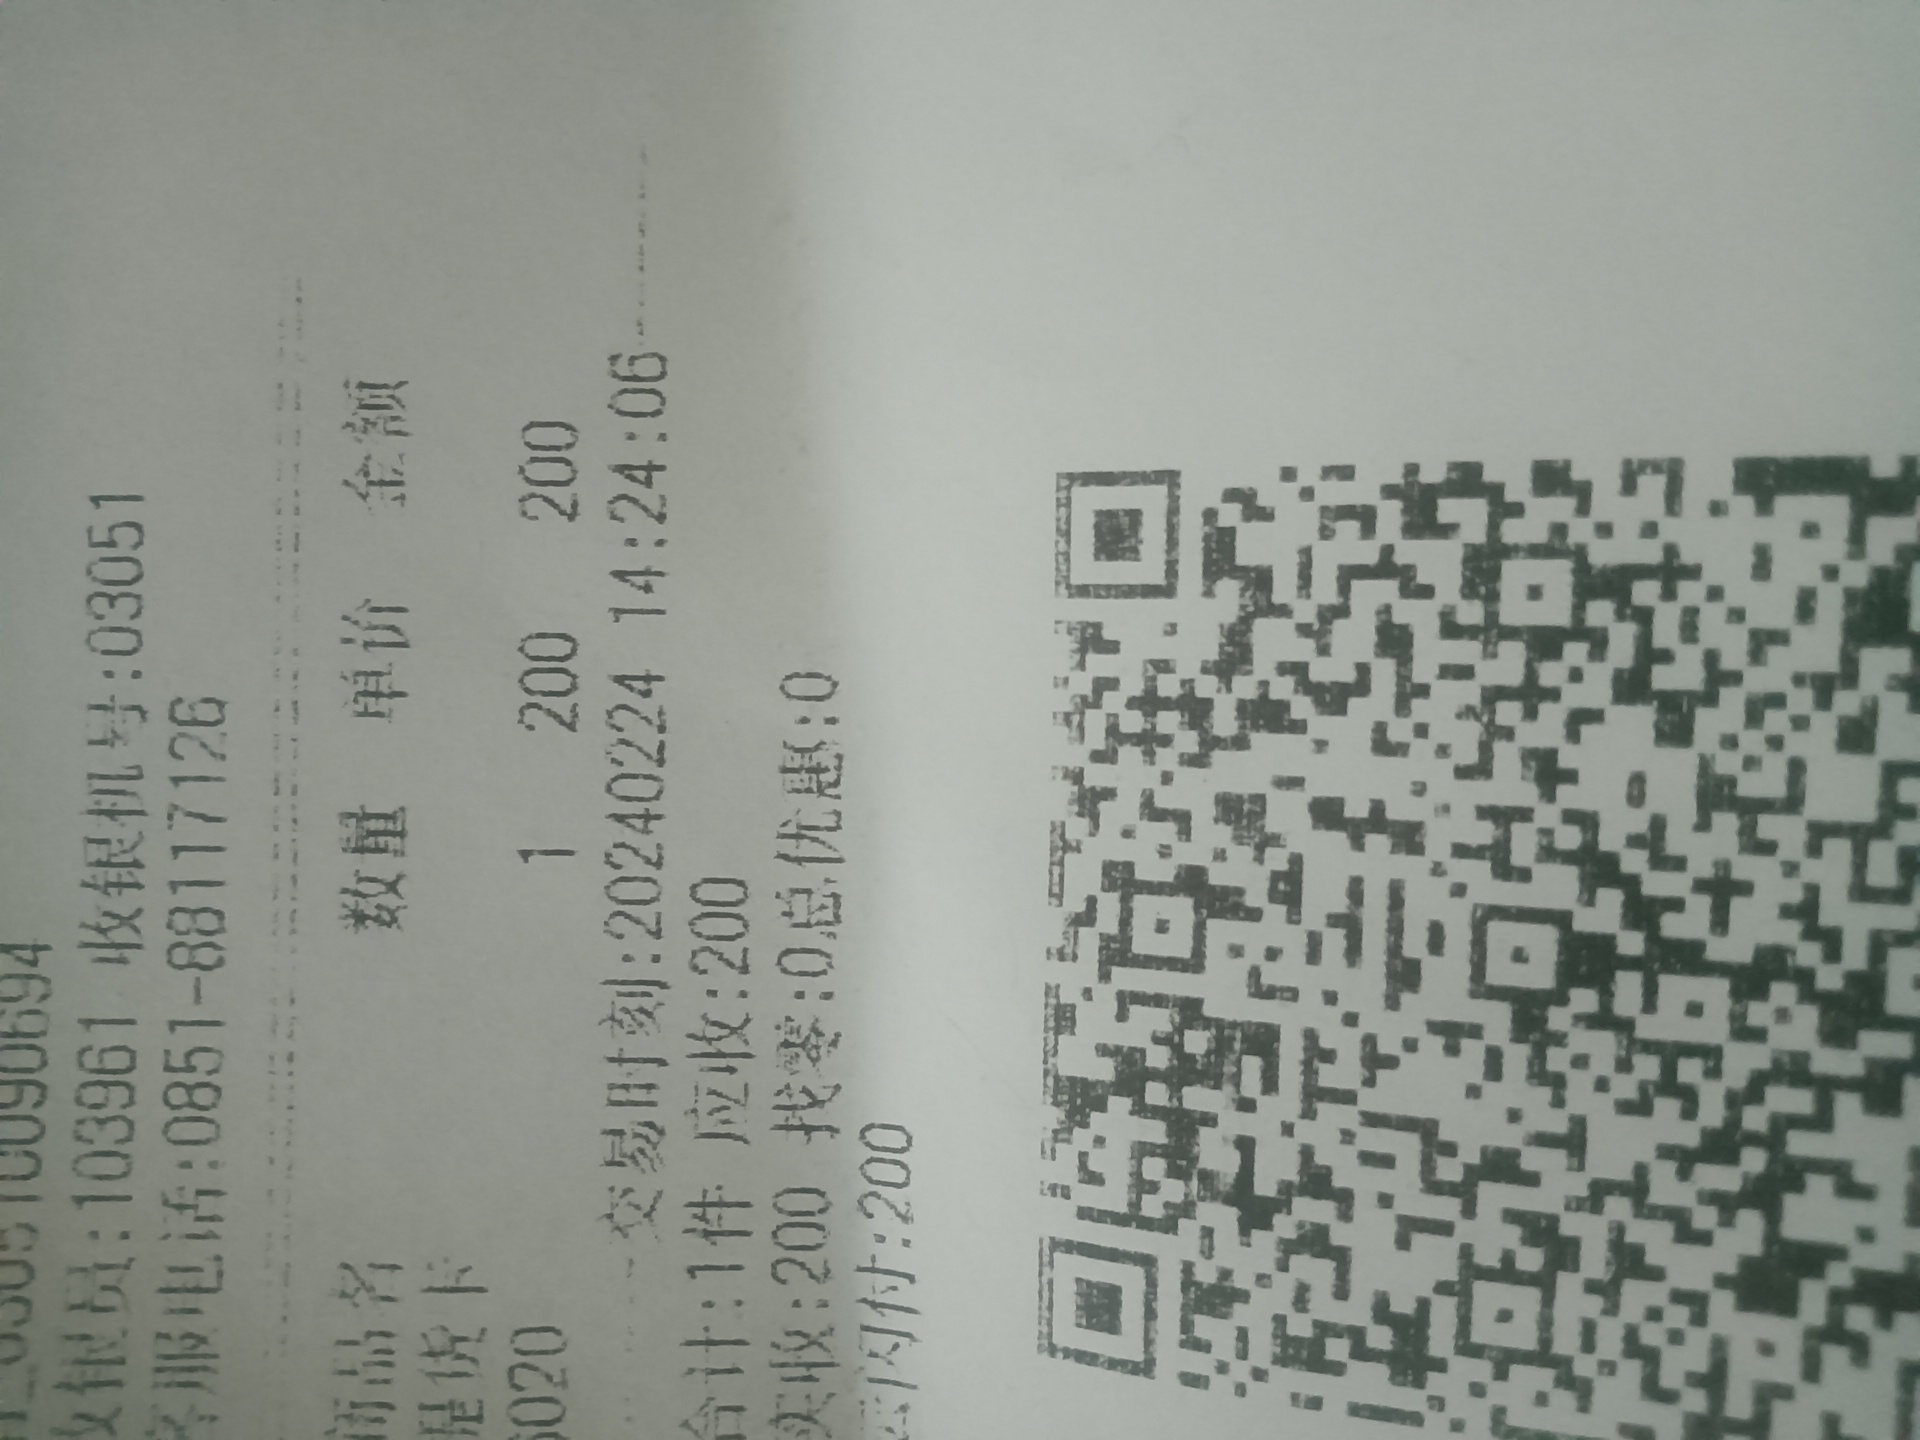 030510090694
收银员:103961 收银机号:03051
客服电话:0851-88117126
商品名 数量 单价 金额
提货卡
6020 1 200 200
交易时刻:20240224 14:24:06
合计:1件 应收:200
实收:200 找零:0总优惠:0
云闪付:200